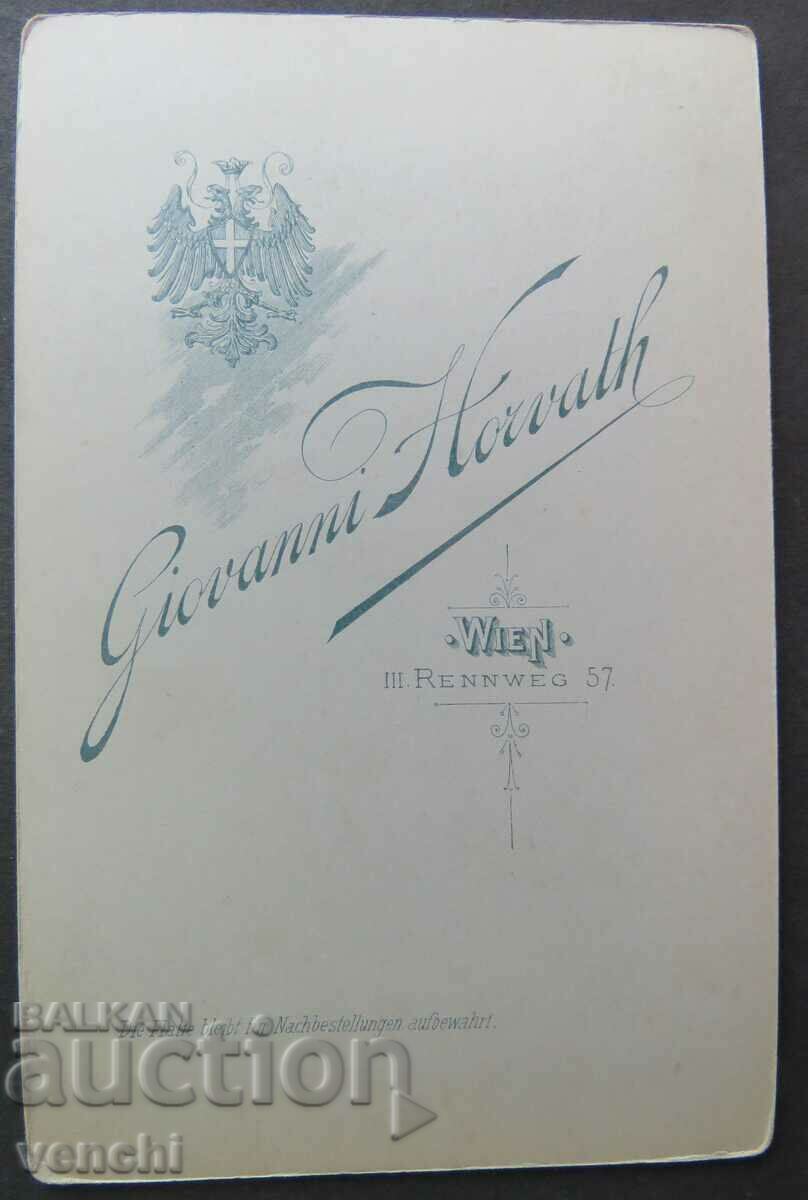 Giovanni Horvath
· WIEN ·
III. RENNWEG 57.
Die Platte bleibt f. Nachbestellungen aufbewahrt.
BALKAN
auction
venchi